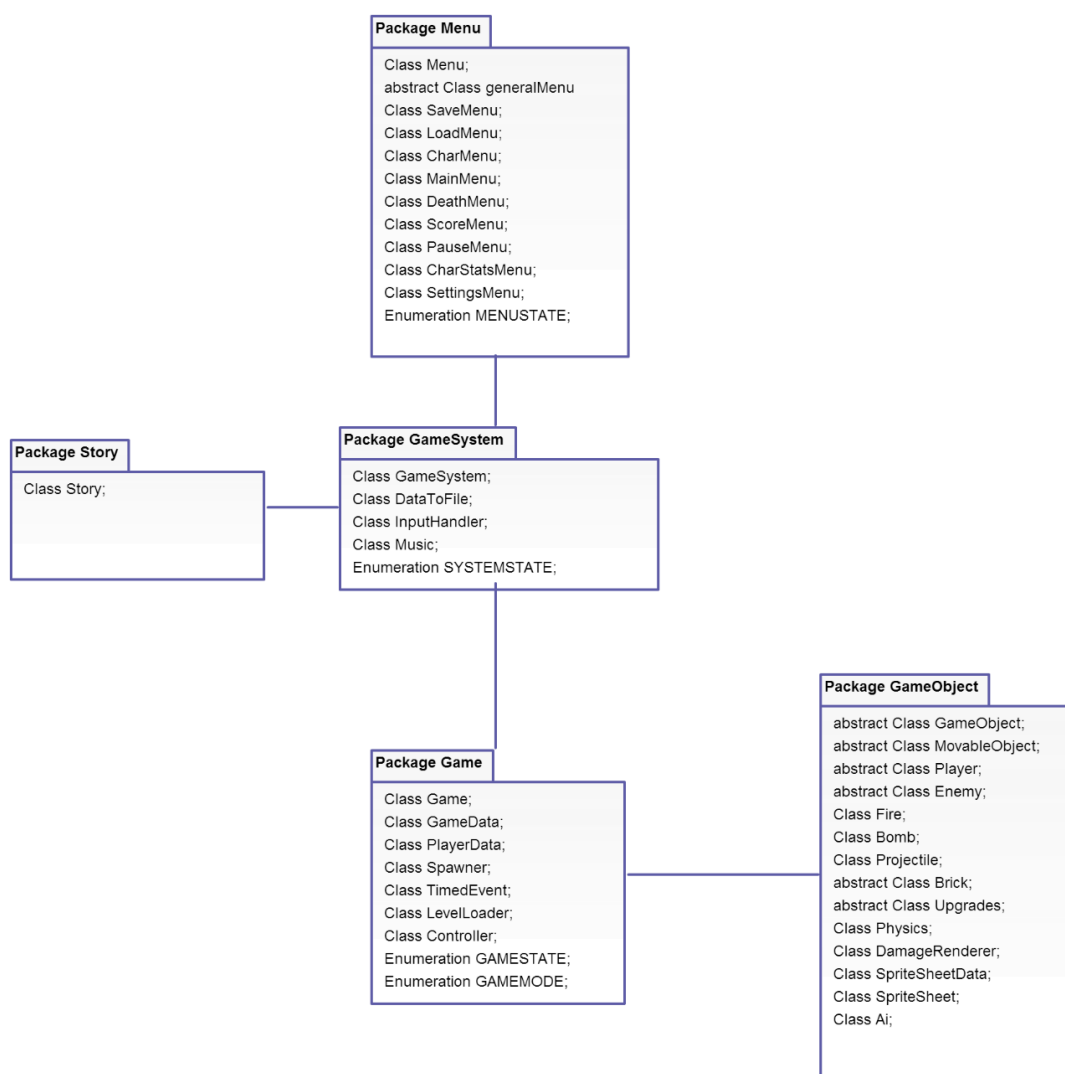 Package Menu
Class Menu;
abstract Class generalMenu
Class SaveMenu;
Class LoadMenu;
Class CharMenu;
Class MainMenu;
Class DeathMenu;
Class ScoreMenu;
Class PauseMenu;
Class CharStatsMenu;
Class SettingsMenu;
Enumeration MENUSTATE;
Package Story
Class Story;
Package GameSystem
Class GameSystem;
Class DataToFile;
Class InputHandler;
Class Music;
Enumeration SYSTEMSTATE;
Package Game
Class Game;
Class GameData;
Class PlayerData;
Class Spawner;
Class TimedEvent;
Class LevelLoader;
Class Controller;
Enumeration GAMESTATE;
Enumeration GAMEMODE;
Package GameObject
abstract Class GameObject;
abstract Class MovableObject;
abstract Class Player;
abstract Class Enemy;
Class Fire;
Class Bomb;
Class Projectile;
abstract Class Brick;
abstract Class Upgrades;
Class Physics;
Class DamageRenderer;
Class SpriteSheetData;
Class SpriteSheet;
Class Ai;